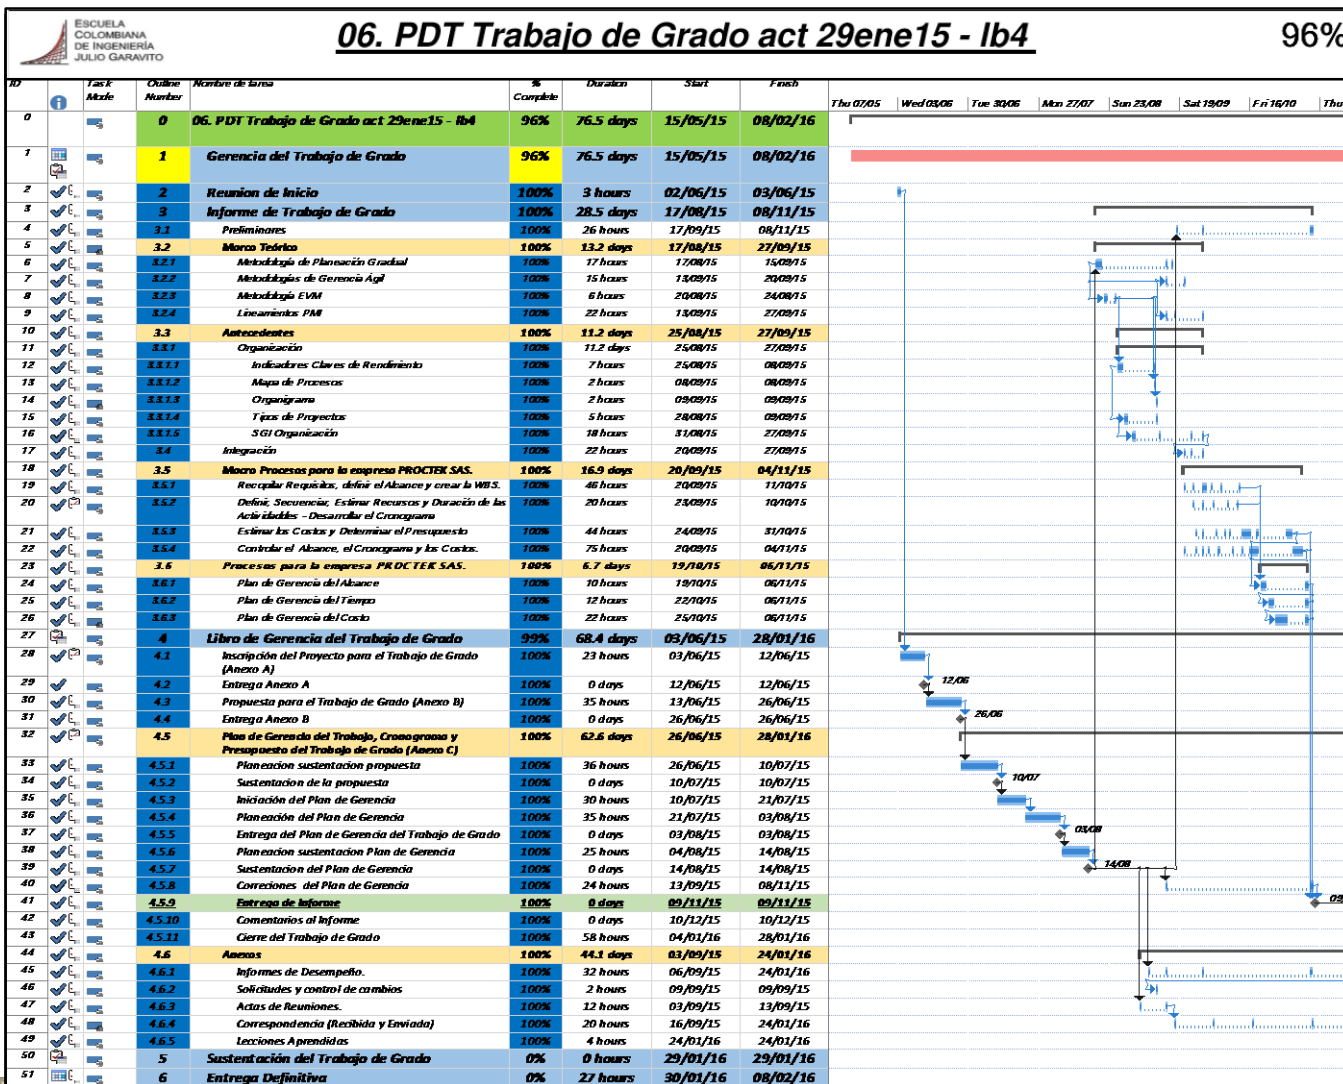 ESCUELA
COLOMBIANA
DE INGENIERÍA
JULIO GARAVITO
06. PDT Trabajo de Grado act 29ene15 - lb4
96%
ID Task Mode Outline Number Nombre de tarea % Complete Duration Start Finish
Thu 07/05 Wed 03/06 Tue 30/06 Mon 27/07 Sun 23/08 Sat 19/09 Fri 16/10 Thu
0 0 06. PDT Trabajo de Grado act 29ene15 - lb4 96% 76.5 days 15/05/15 08/02/16
1 1 Gerencia del Trabajo de Grado 96% 76.5 days 15/05/15 08/02/16
2 2 Reunion de Inicio 100% 3 hours 02/06/15 03/06/15
3 3 Informe de Trabajo de Grado 100% 28.5 days 17/08/15 08/11/15
4 3.1 Preliminares 100% 26 hours 17/09/15 08/11/15
5 3.2 Marco Teórico 100% 13.2 days 17/08/15 27/09/15
6 3.2.1 Metodología de Planeación Gradual 100% 17 hours 17/08/15 15/09/15
7 3.2.2 Metodologías de Gerencia Ágil 100% 15 hours 13/09/15 20/09/15
8 3.2.3 Metodología EVM 100% 6 hours 20/08/15 24/08/15
9 3.2.4 Lineamientos PMI 100% 22 hours 13/09/15 27/09/15
10 3.3 Antecedentes 100% 11.2 days 25/08/15 27/09/15
11 3.3.1 Organización 100% 11.2 days 25/08/15 27/09/15
12 3.3.1.1 Indicadores Claves de Rendimiento 100% 7 hours 25/08/15 08/09/15
13 3.3.1.2 Mapa de Procesos 100% 2 hours 08/09/15 08/09/15
14 3.3.1.3 Organigrama 100% 2 hours 09/09/15 09/09/15
15 3.3.1.4 Tipos de Proyectos 100% 5 hours 28/08/15 09/09/15
16 3.3.1.5 SGI Organización 100% 18 hours 31/08/15 27/09/15
17 3.4 Integración 100% 22 hours 20/09/15 27/09/15
18 3.5 Macro Procesos para la empresa PROCTEK SAS. 100% 16.9 days 20/09/15 04/11/15
19 3.5.1 Recopilar Requisitos, definir el Alcance y crear la WBS. 100% 46 hours 20/09/15 11/10/15
20 3.5.2 Definir, Secuenciar, Estimar Recursos y Duración de las 100% 20 hours 23/09/15 10/10/15
Actividades - Desarrollar el Cronograma
21 3.5.3 Estimar los Costos y Determinar el Presupuesto 100% 44 hours 24/09/15 31/10/15
22 3.5.4 Controlar el Alcance, el Cronograma y los Costos. 100% 75 hours 20/09/15 04/11/15
23 3.6 Procesos para la empresa PROCTEK SAS. 100% 6.7 days 19/10/15 06/11/15
24 3.6.1 Plan de Gerencia del Alcance 100% 10 hours 19/10/15 06/11/15
25 3.6.2 Plan de Gerencia del Tiempo 100% 12 hours 22/10/15 06/11/15
26 3.6.3 Plan de Gerencia del Costo 100% 22 hours 25/10/15 06/11/15
27 4 Libro de Gerencia del Trabajo de Grado 99% 68.4 days 03/06/15 28/01/16
28 4.1 Inscripción del Proyecto para el Trabajo de Grado 100% 23 hours 03/06/15 12/06/15
(Anexo A)
29 4.2 Entrega Anexo A 100% 0 days 12/06/15 12/06/15 12/06
30 4.3 Propuesta para el Trabajo de Grado (Anexo B) 100% 35 hours 13/06/15 26/06/15
31 4.4 Entrega Anexo B 100% 0 days 26/06/15 26/06/15 26/06
32 4.5 Plan de Gerencia del Trabajo, Cronograma y 100% 62.6 days 26/06/15 28/01/16
Presupuesto del Trabajo de Grado (Anexo C)
33 4.5.1 Planeacion sustentacion propuesta 100% 36 hours 26/06/15 10/07/15
34 4.5.2 Sustentacion de la propuesta 100% 0 days 10/07/15 10/07/15 10/07
35 4.5.3 Iniciación del Plan de Gerencia 100% 30 hours 10/07/15 21/07/15
36 4.5.4 Planeación del Plan de Gerencia 100% 35 hours 21/07/15 03/08/15
37 4.5.5 Entrega del Plan de Gerencia del Trabajo de Grado 100% 0 days 03/08/15 03/08/15 03/08
38 4.5.6 Planeacion sustentacion Plan de Gerencia 100% 25 hours 04/08/15 14/08/15
39 4.5.7 Sustentacion del Plan de Gerencia 100% 0 days 14/08/15 14/08/15 14/08
40 4.5.8 Correciones del Plan de Gerencia 100% 24 hours 13/09/15 08/11/15
41 4.5.9 Entrega de Informe 100% 0 days 09/11/15 09/11/15 09/
42 4.5.10 Comentarios al Informe 100% 0 days 10/12/15 10/12/15
43 4.5.11 Cierre del Trabajo de Grado 100% 58 hours 04/01/16 28/01/16
44 4.6 Anexos 100% 44.1 days 03/09/15 24/01/16
45 4.6.1 Informes de Desempeño. 100% 32 hours 06/09/15 24/01/16
46 4.6.2 Solicitudes y control de cambios 100% 2 hours 09/09/15 09/09/15
47 4.6.3 Actas de Reuniones. 100% 12 hours 03/09/15 13/09/15
48 4.6.4 Correspondencia (Recibida y Enviada) 100% 20 hours 16/09/15 24/01/16
49 4.6.5 Lecciones Aprendidas 100% 4 hours 24/01/16 24/01/16
50 5 Sustentación del Trabajo de Grado 0% 0 hours 29/01/16 29/01/16
51 6 Entrega Definitiva 0% 27 hours 30/01/16 08/02/16